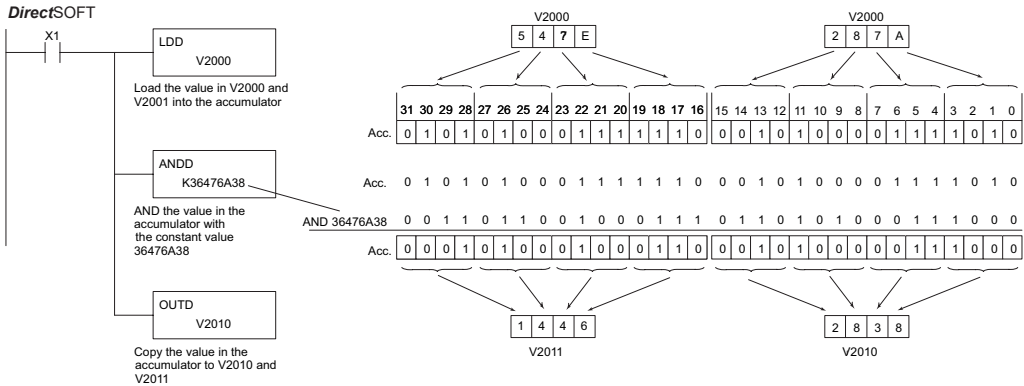 DirectSOFT
X1
LDD
V2000
Load the value in V2000 and
V2001 into the accumulator
ANDD
K36476A38
AND the value in the
accumulator with
the constant value
36476A38
OUTD
V2010
Copy the value in the
accumulator to V2010 and
V2011
V2000
5 4 7 E
V2000
2 8 7 A
31 30 29 28 27 26 25 24 23 22 21 20 19 18 17 16 15 14 13 12 11 10 9 8 7 6 5 4 3 2 1 0
Acc. 0 1 0 1 0 1 0 0 0 1 1 1 1 1 1 0 0 0 1 0 1 0 0 0 0 1 1 1 1 0 1 0
Acc. 0 1 0 1 0 1 0 0 0 1 1 1 1 1 1 0 0 0 1 0 1 0 0 0 0 1 1 1 1 0 1 0
AND 36476A38 0 0 1 1 0 1 1 0 0 1 0 0 0 1 1 1 0 1 1 0 1 0 1 0 0 0 1 1 1 0 0 0
Acc. 0 0 0 1 0 1 0 0 0 1 0 0 0 1 1 0 0 0 1 0 1 0 0 0 0 0 1 1 1 0 0 0
1 4 4 6
V2011
2 8 3 8
V2010